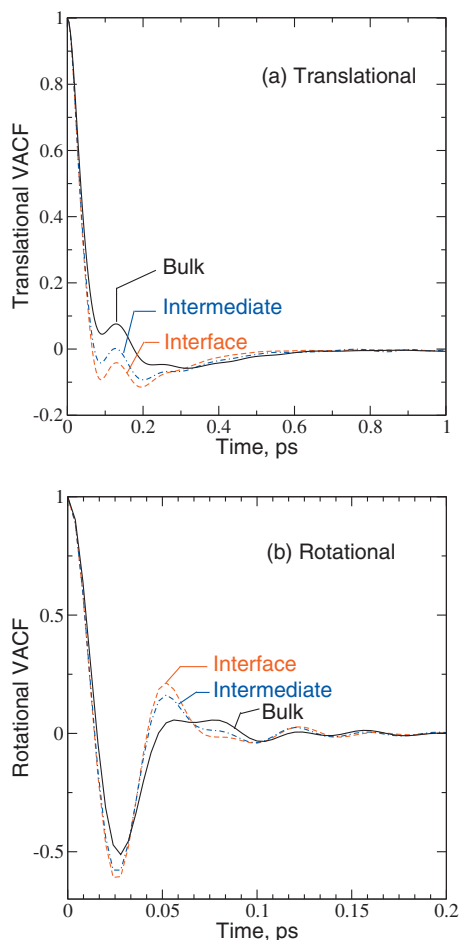 1
(a) Translational
0.8
0.6
0.4
Translational VACF
Bulk
0.2
Intermediate
Interface
0
-0.2
0 0.2 0.4 0.6 0.8 1
Time, ps
1
(b) Rotational
0.5
Rotational VACF
Interface
Intermediate
Bulk
0
-0.5
0 0.05 0.1 0.15 0.2
Time, ps